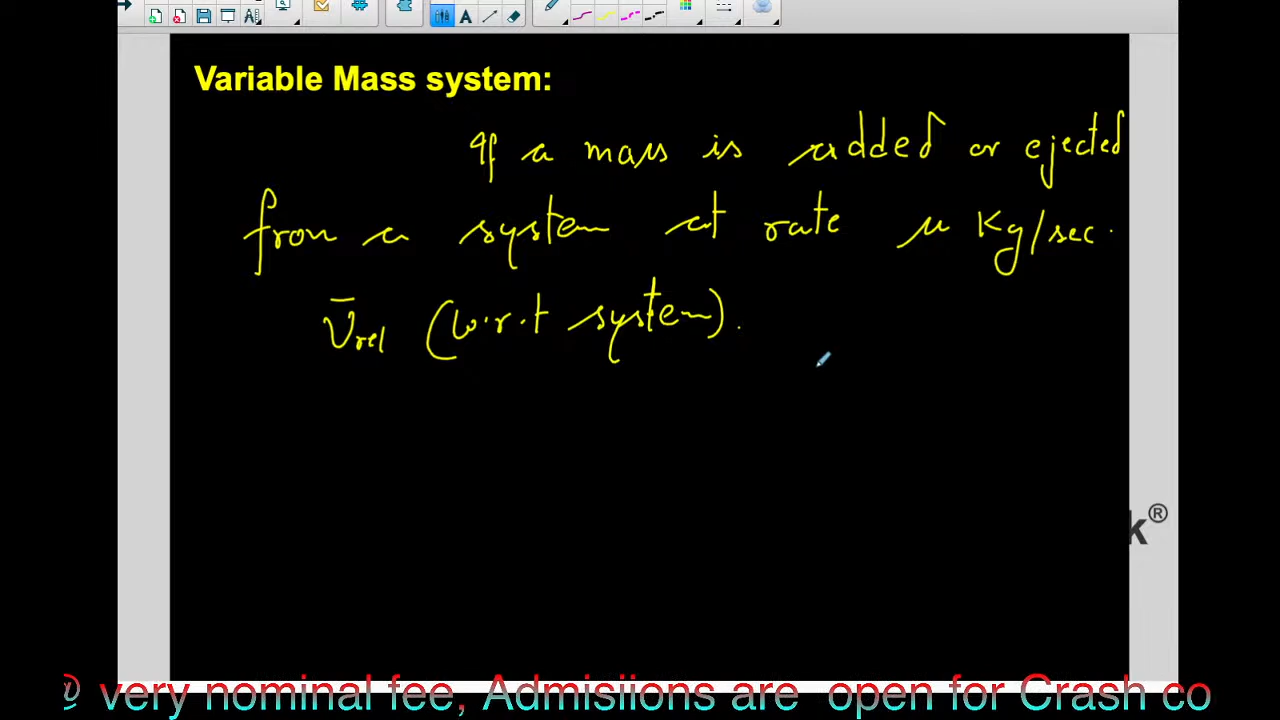 Variable Mass system:
If a mass is added or ejected
from a system at rate μ Kg/sec.
V̄rel (w.r.t system).
k®
@ very nominal fee, Admisiions are open for Crash co